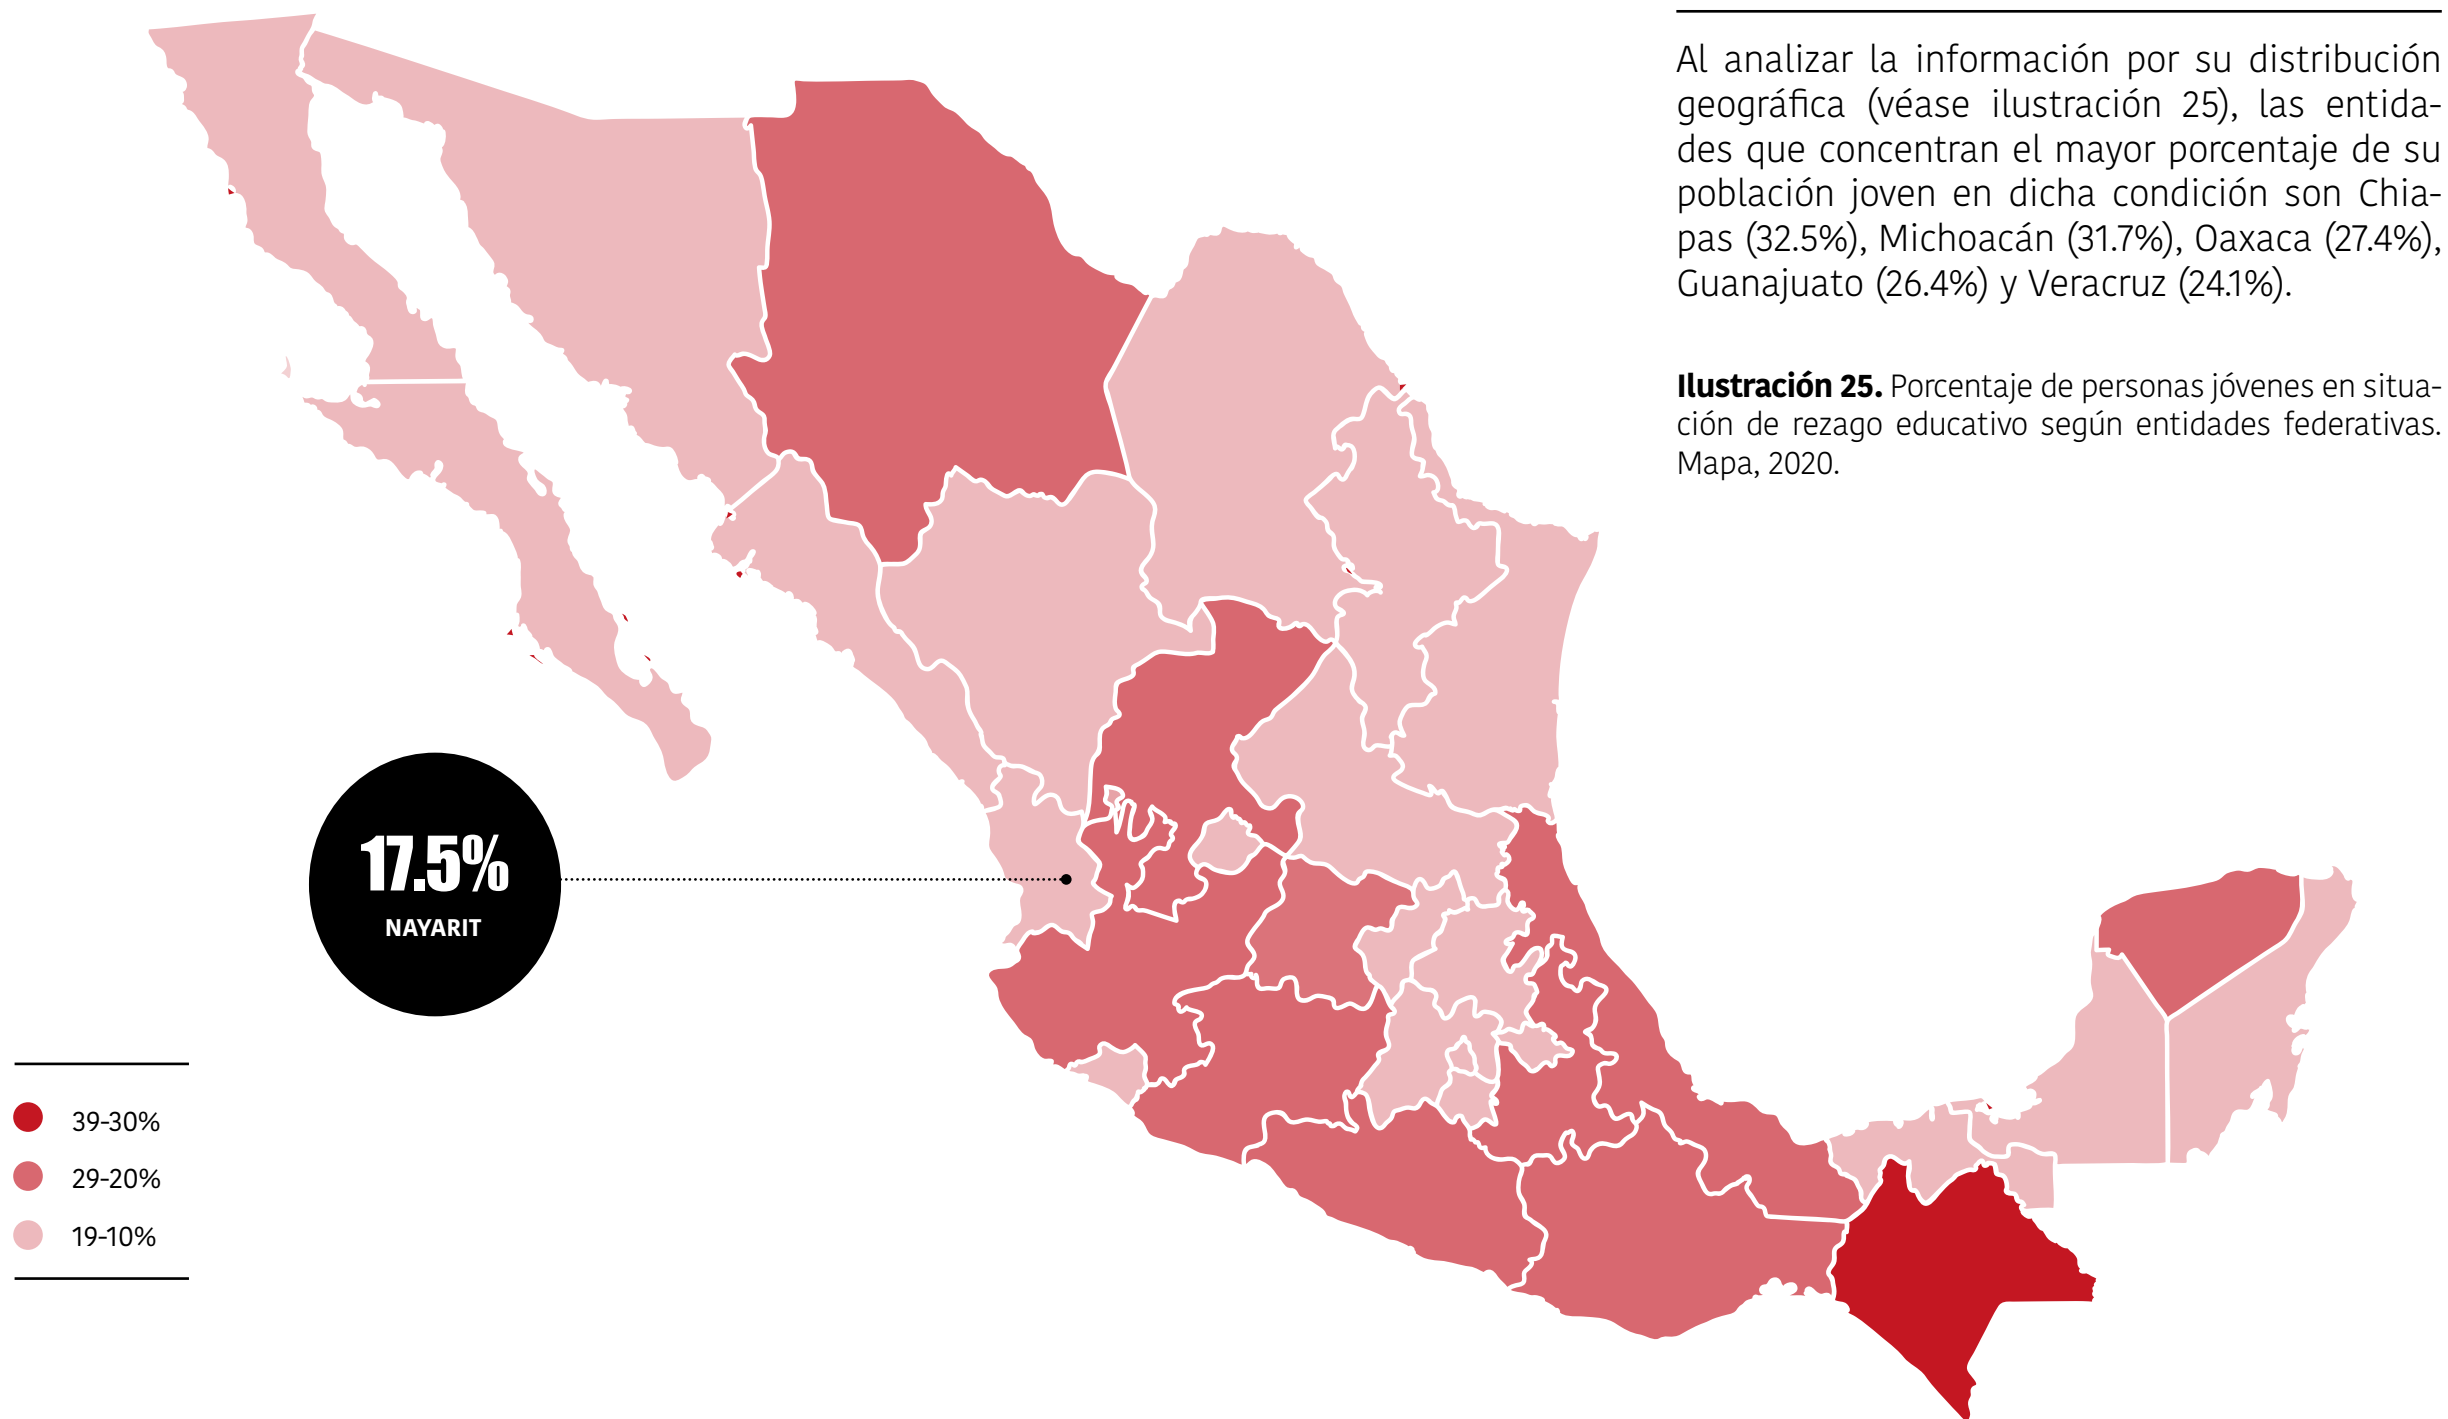 Al analizar la información por su distribución
geográfica (véase ilustración 25), las entida-
des que concentran el mayor porcentaje de su
población joven en dicha condición son Chia-
pas (32.5%), Michoacán (31.7%), Oaxaca (27.4%),
Guanajuato (26.4%) y Veracruz (24.1%).
Ilustración 25. Porcentaje de personas jóvenes en situa-
ción de rezago educativo según entidades federativas.
Mapa, 2020.
17.5%
NAYARIT
39-30%
29-20%
19-10%